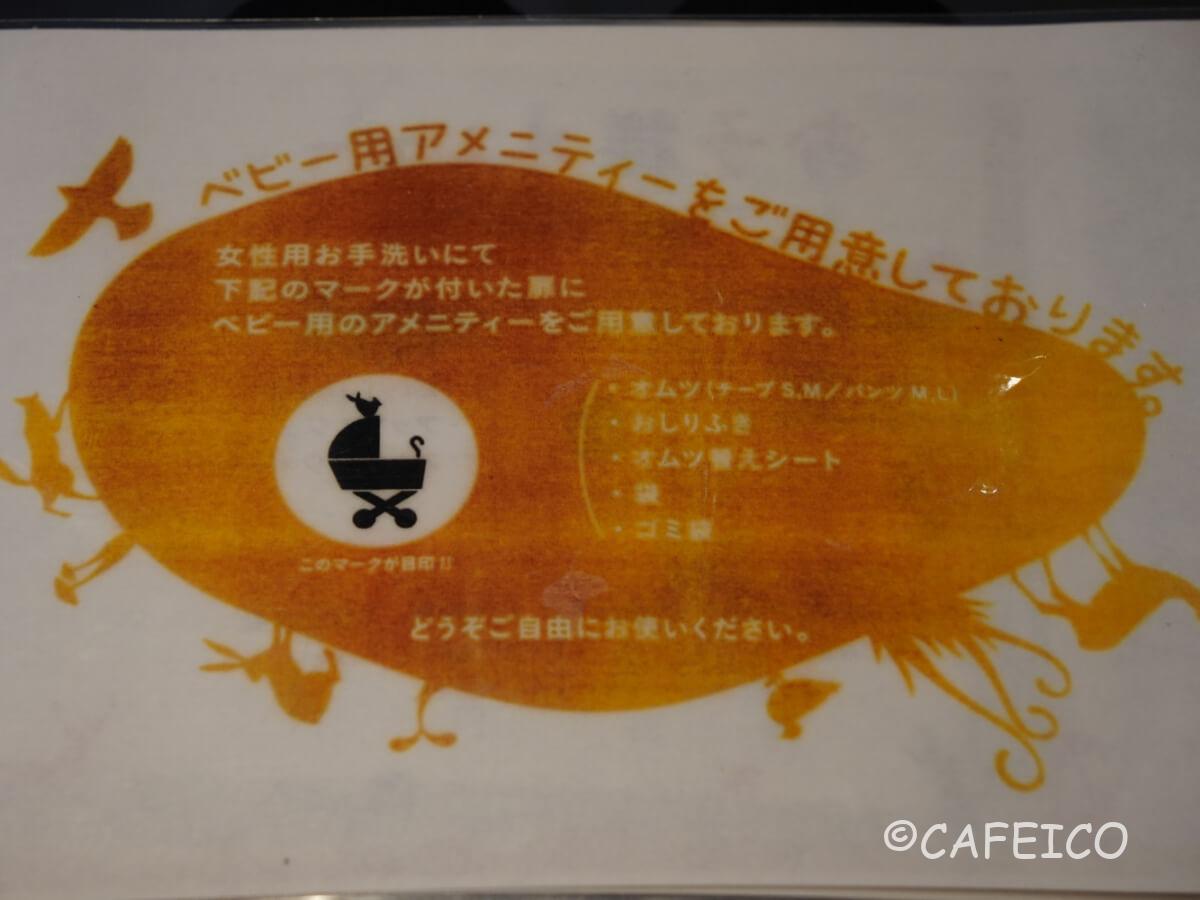 ベビー用アメニティーをご用意しております。
女性用お手洗いにて
下記のマークが付いた扉に
ベビー用のアメニティーをご用意しております。
・オムツ(テープ S,M/パンツ M,L)
・おしりふき
・オムツ替えシート
・袋
・ゴミ袋
このマークが目印!!
どうぞご自由にお使いください。
©CAFEICO